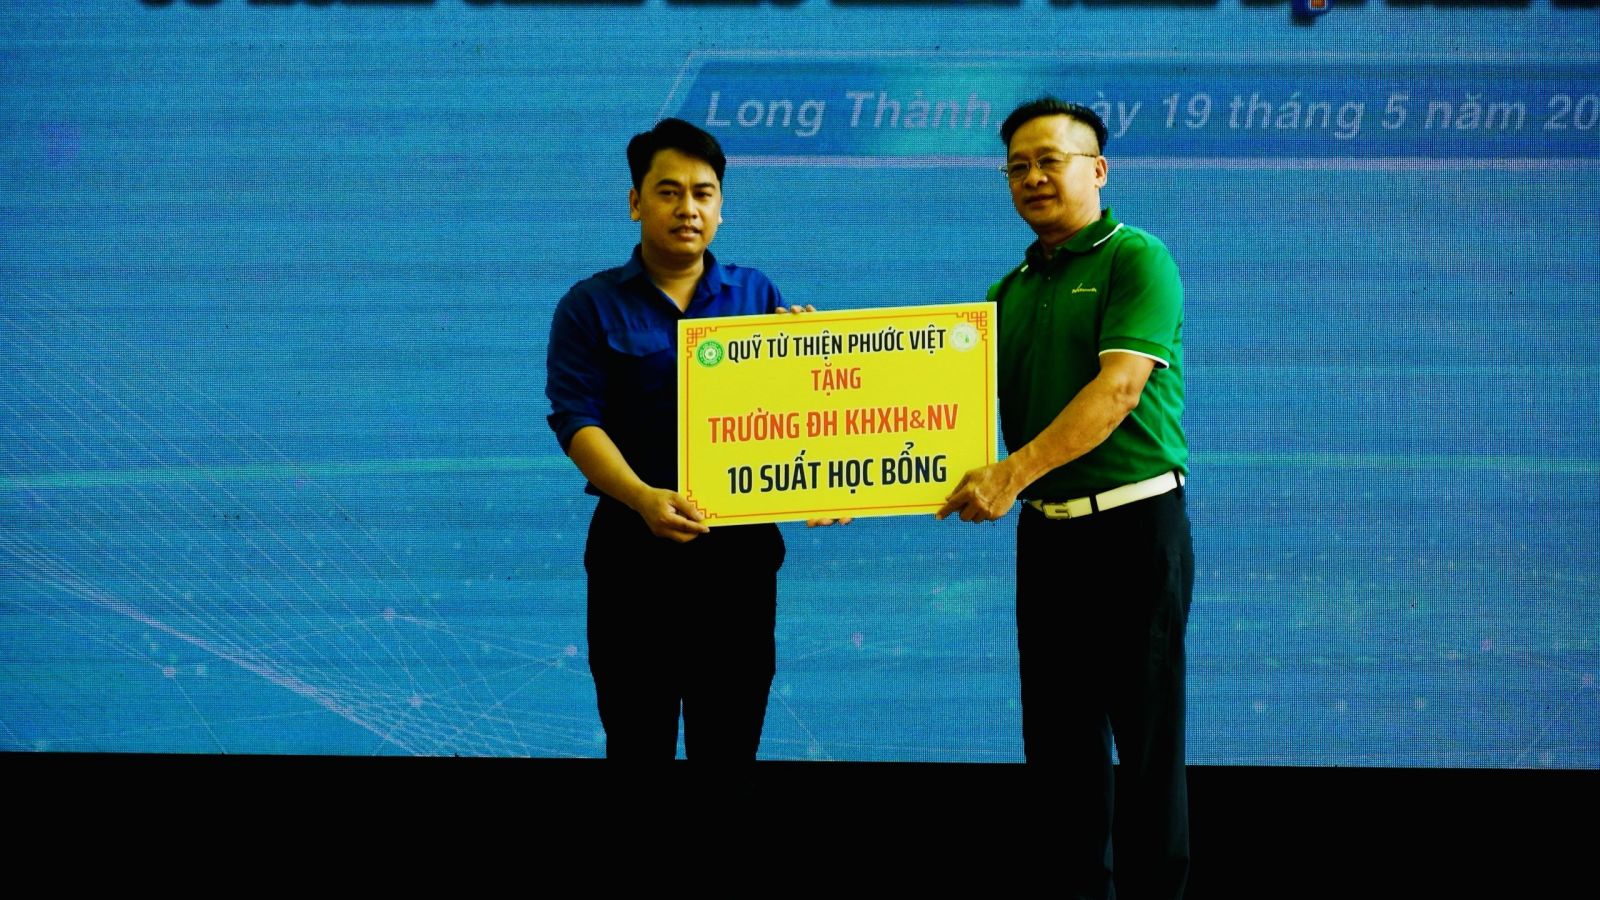 Long Thành, ày 19 tháng 5 năm 20
QUỸ TỪ THIỆN PHƯỚC VIỆT
TẶNG
TRƯỜNG ĐH KHXH&NV
10 SUẤT HỌC BỔNG